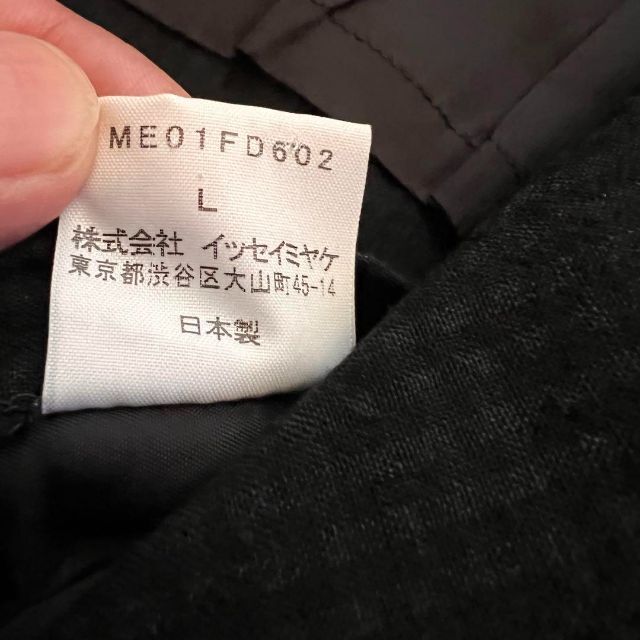 ME01FD602
L
株式会社 イッセイミヤケ
東京都渋谷区大山町45-14
日本製